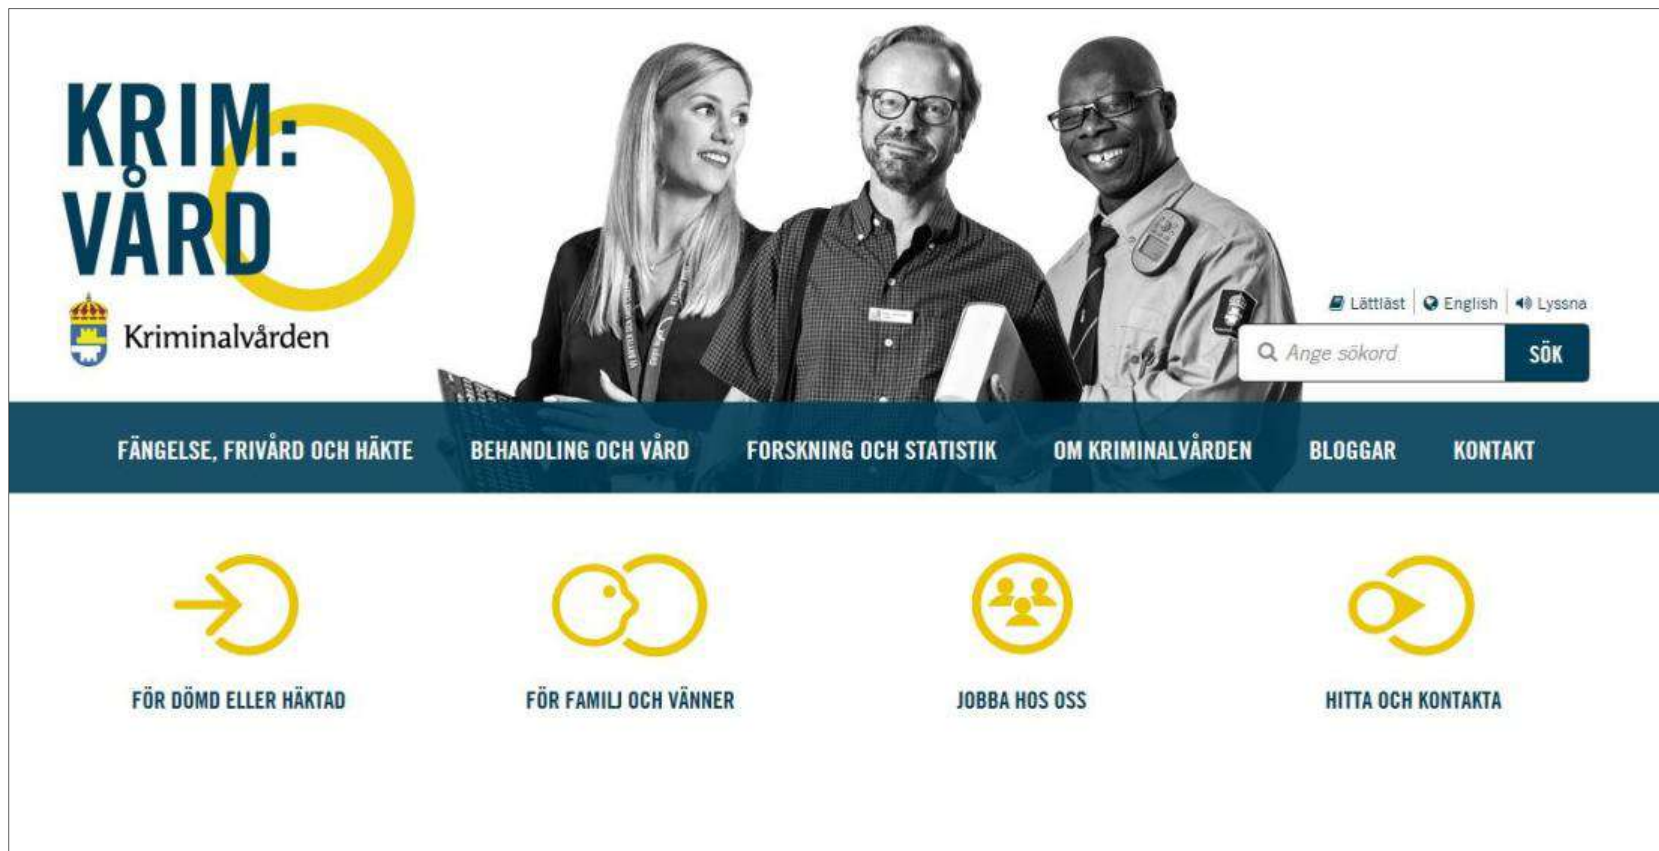 KRIM:
VÅRD
Kriminalvården
Lättläst English Lyssna
Ange sökord SÖK
FÄNGELSE, FRIVÅRD OCH HÄKTE BEHANDLING OCH VÅRD FORSKNING OCH STATISTIK OM KRIMINALVÅRDEN BLOGGAR KONTAKT
FÖR DÖMD ELLER HÄKTAD FÖR FAMILJ OCH VÄNNER JOBBA HOS OSS HITTA OCH KONTAKTA